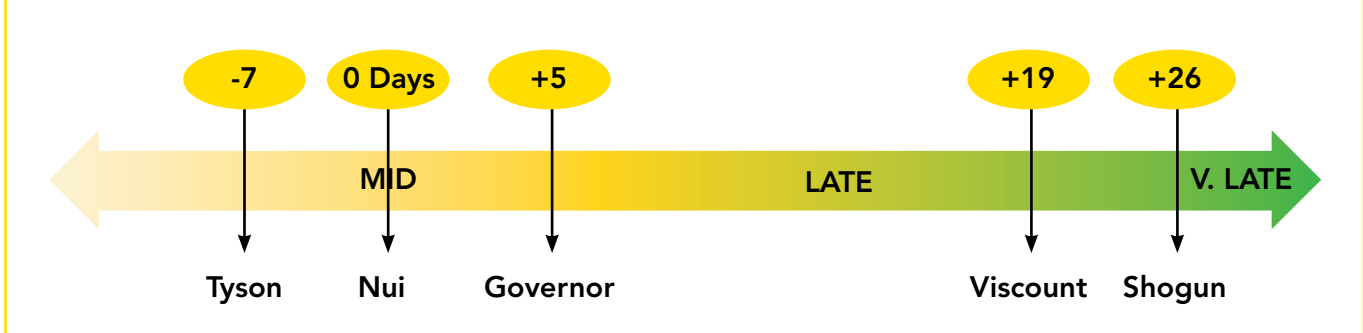 -7 0 Days +5 +19 +26
MID LATE V. LATE
Tyson Nui Governor Viscount Shogun